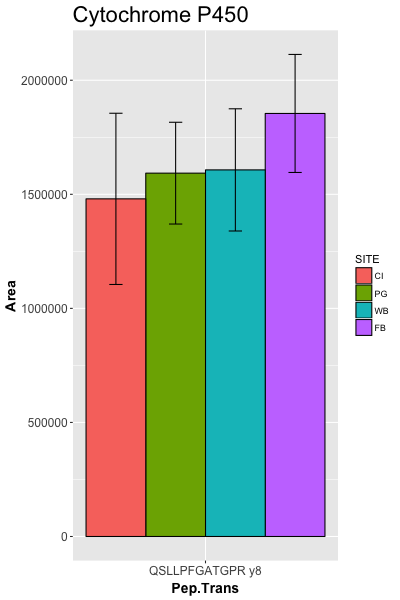 Cytochrome P450
2000000
1500000
1000000
500000
0
Area
QSLLPFGATGPR y8
Pep.Trans
SITE
CI
PG
WB
FB